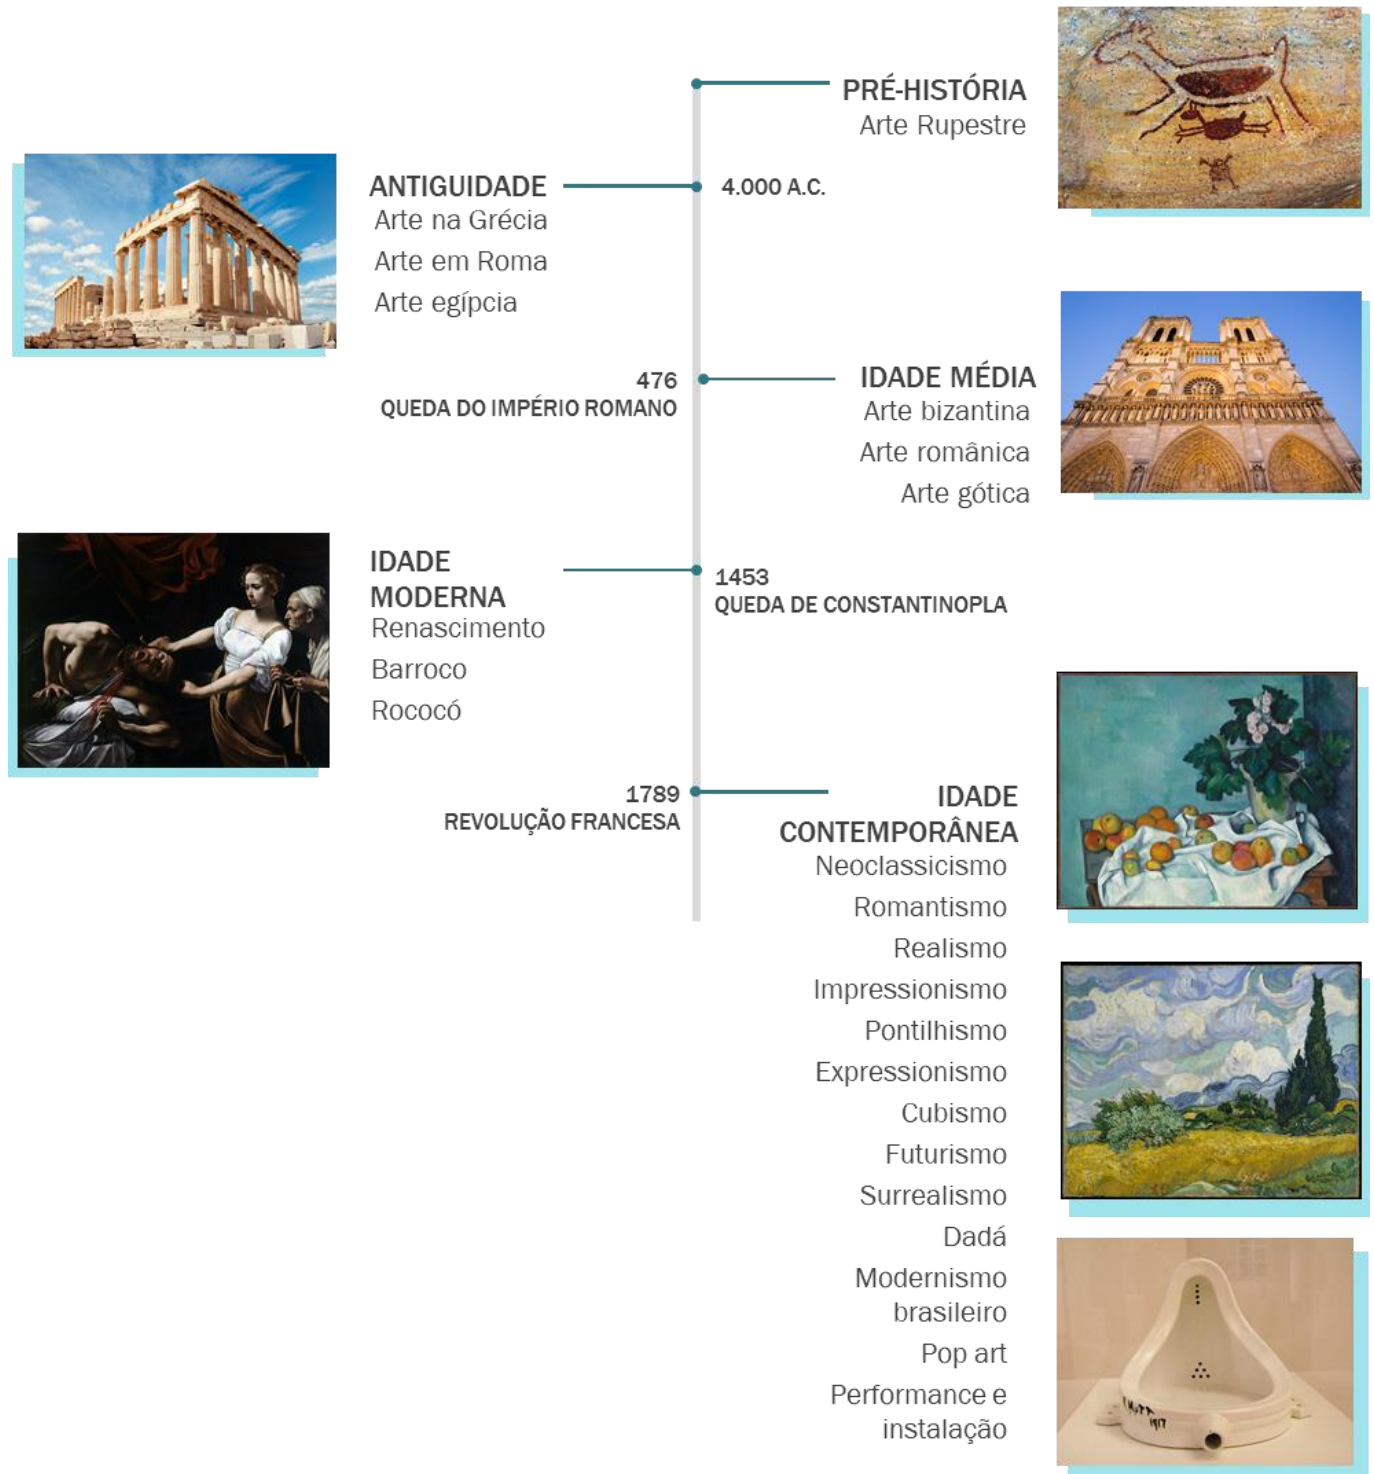 PRÉ-HISTÓRIA
Arte Rupestre
ANTIGUIDADE
4.000 A.C.
Arte na Grécia
Arte em Roma
Arte egípcia
476
QUEDA DO IMPÉRIO ROMANO
IDADE MÉDIA
Arte bizantina
Arte românica
Arte gótica
IDADE
MODERNA
Renascimento
Barroco
Rococó
1453
QUEDA DE CONSTANTINOPLA
1789
REVOLUÇÃO FRANCESA
IDADE
CONTEMPORÂNEA
Neoclassicismo
Romantismo
Realismo
Impressionismo
Pontilhismo
Expressionismo
Cubismo
Futurismo
Surrealismo
Dadá
Modernismo
brasileiro
Pop art
Performance e
instalação
R. MUTT
1917